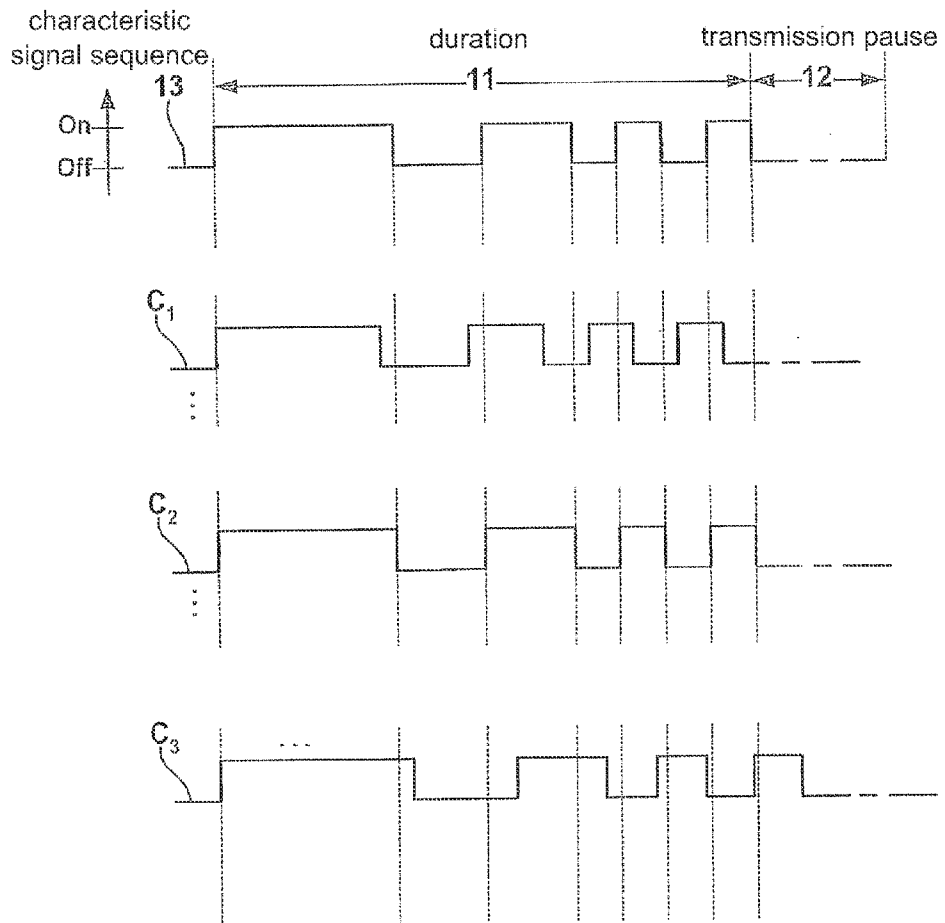 characteristic
signal sequence
duration
transmission pause
13
11
12
On
Off
C₁
C₂
C₃